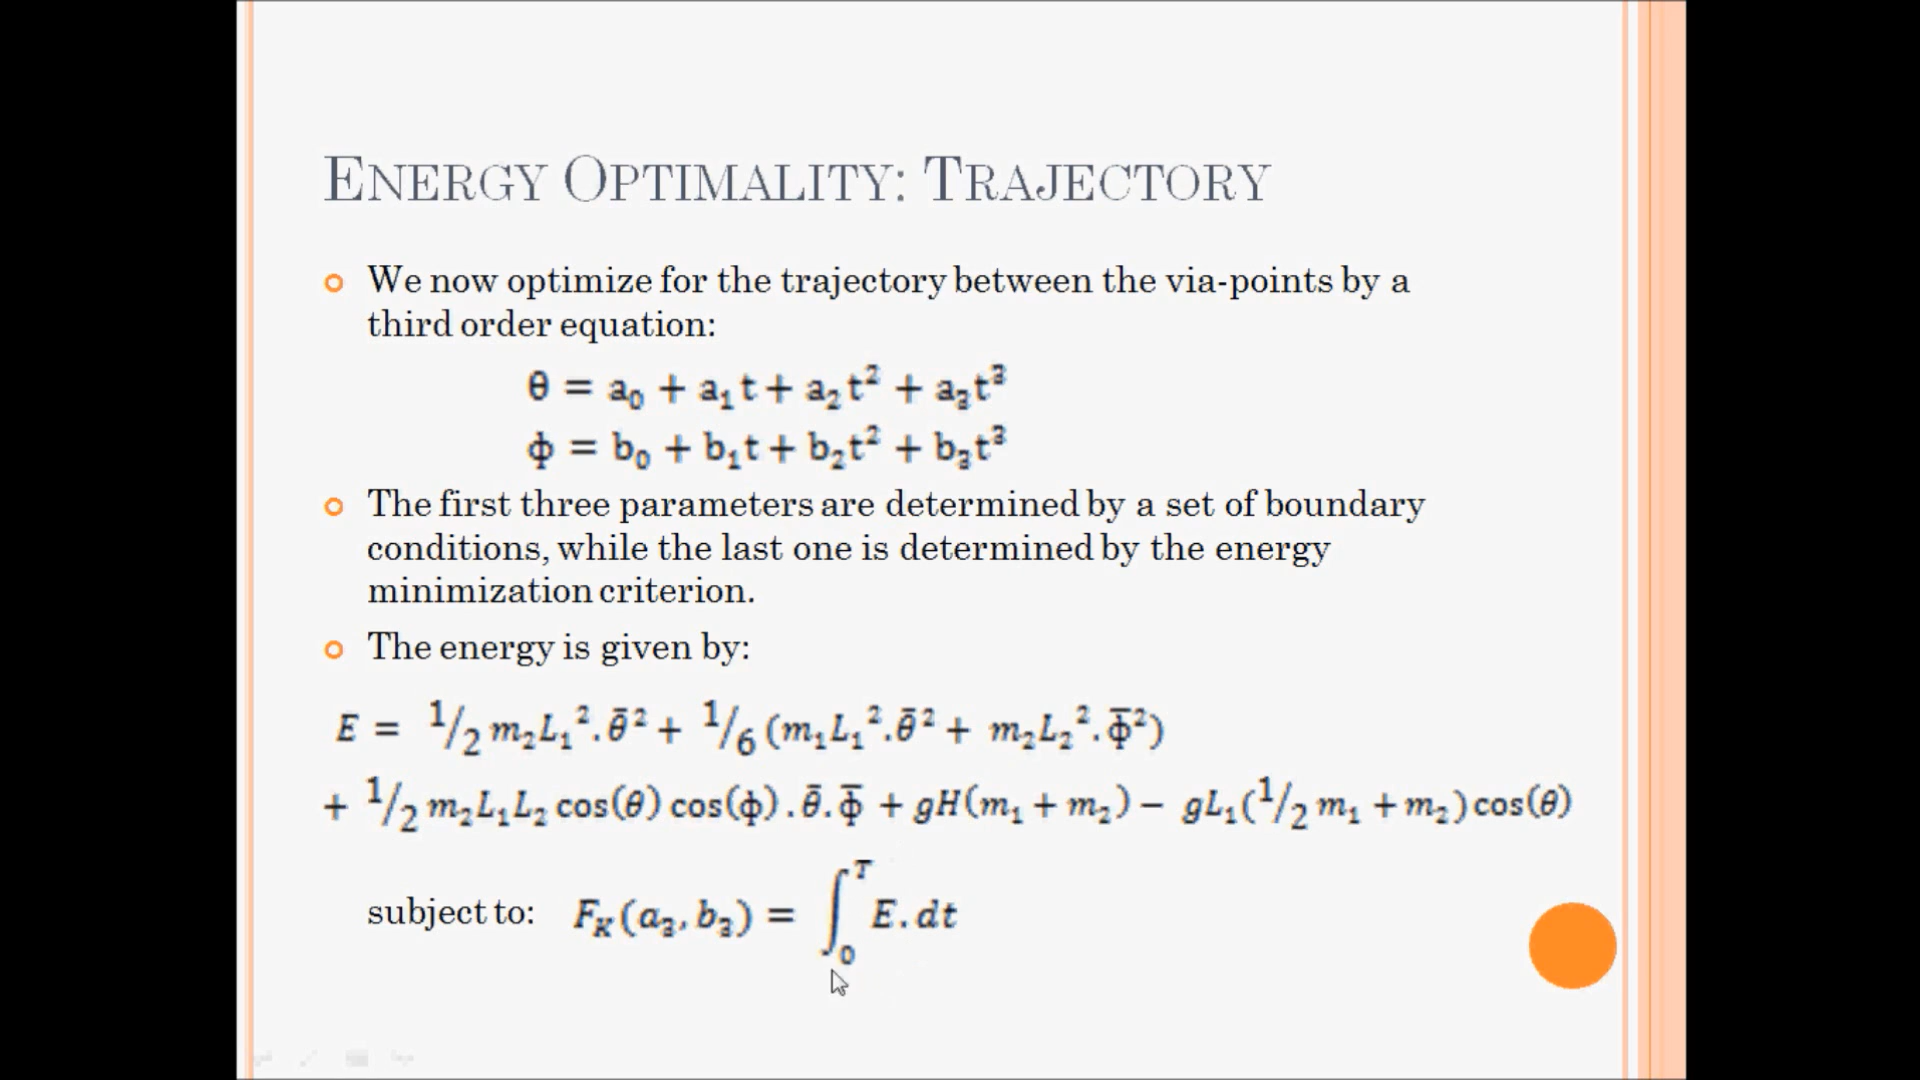 ENERGY OPTIMALITY: TRAJECTORY
We now optimize for the trajectory between the via-points by a
third order equation:
θ = a₀ + a₁t + a₂t² + a₃t³
ϕ = b₀ + b₁t + b₂t² + b₃t³
The first three parameters are determined by a set of boundary
conditions, while the last one is determined by the energy
minimization criterion.
The energy is given by:
E = 1/2 m₂L₁².θ̄² + 1/6 (m₁L₁².θ̄² + m₂L₂².ϕ̄²)
+ 1/2 m₂L₁L₂ cos(θ) cos(ϕ).θ̄.ϕ̄ + gH(m₁ + m₂) − gL₁(1/2 m₁ + m₂) cos(θ)
subject to: Fₖ(a₃, b₃) = ∫₀ᵀ E. dt